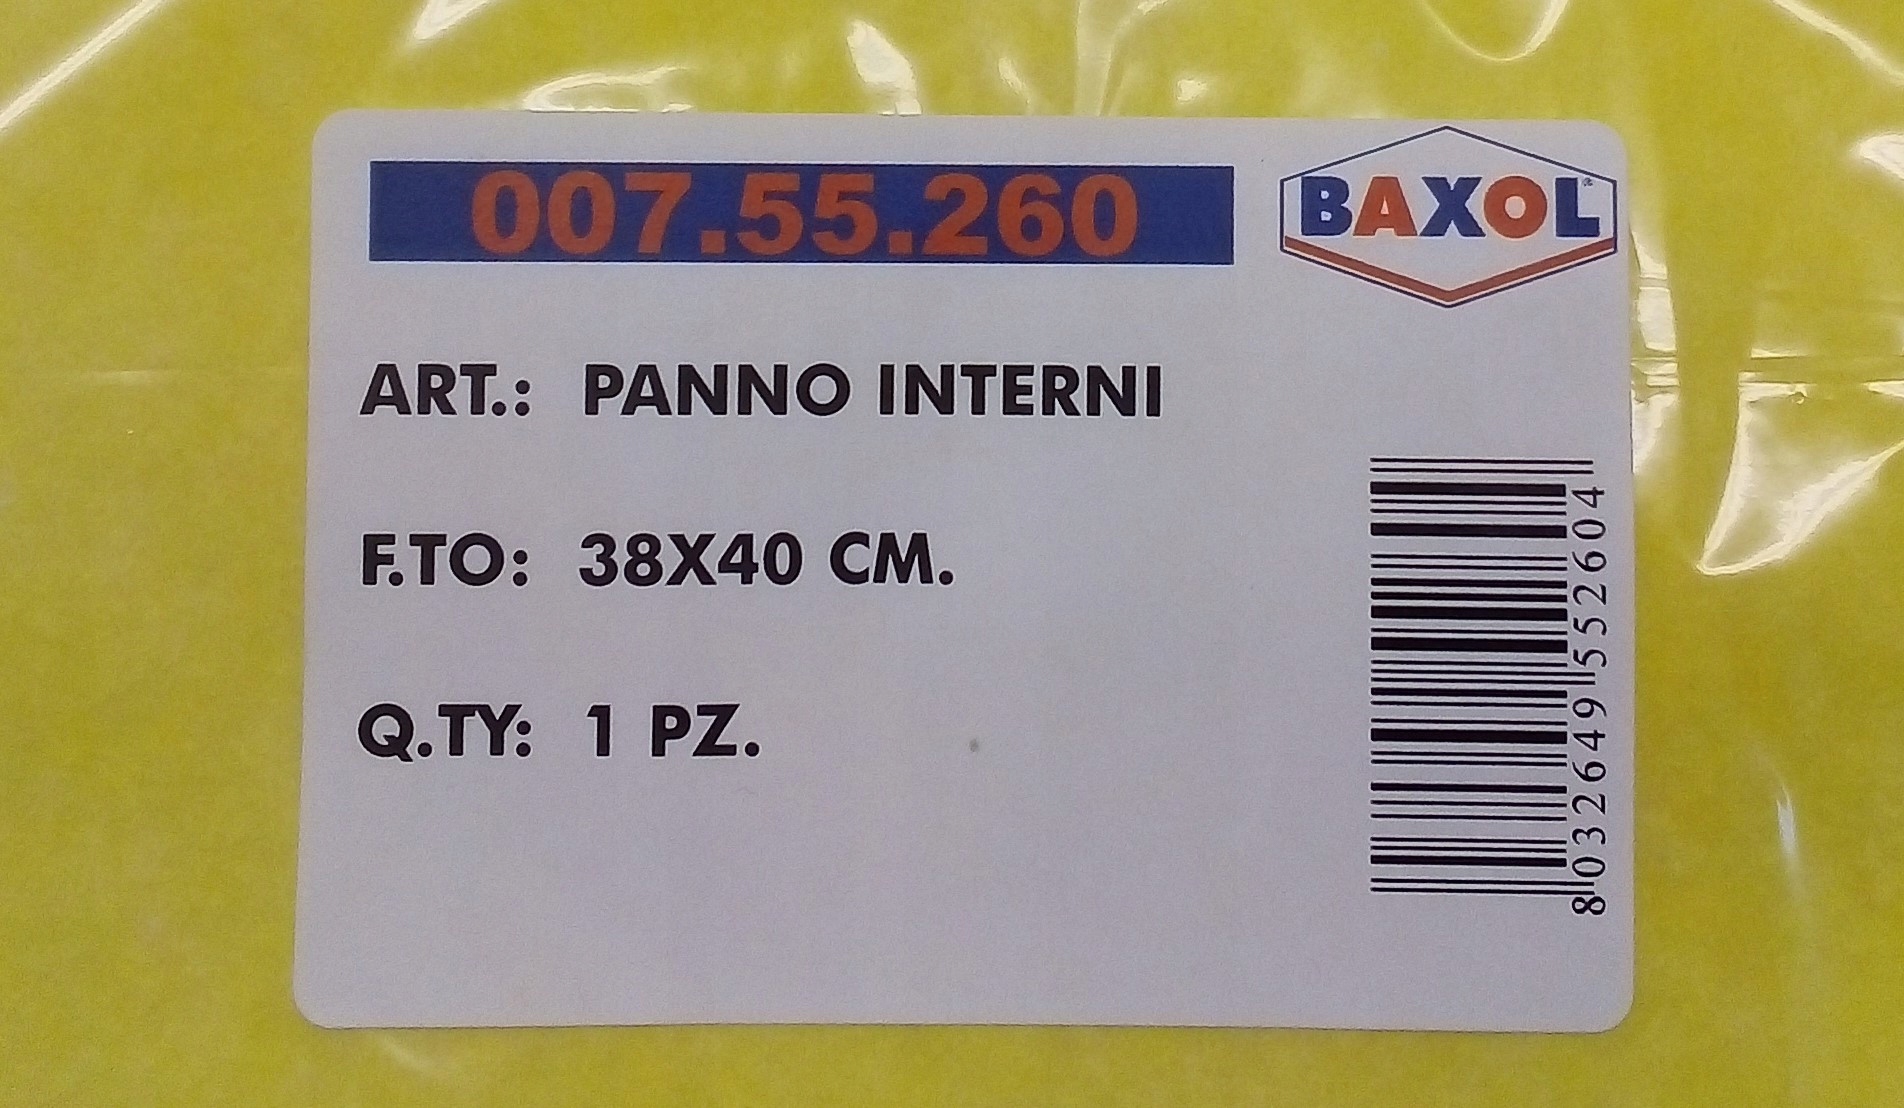 007.55.260
BAXOL®
ART.: PANNO INTERNI
F.TO: 38X40 CM.
Q.TY: 1 PZ.
8032649552604